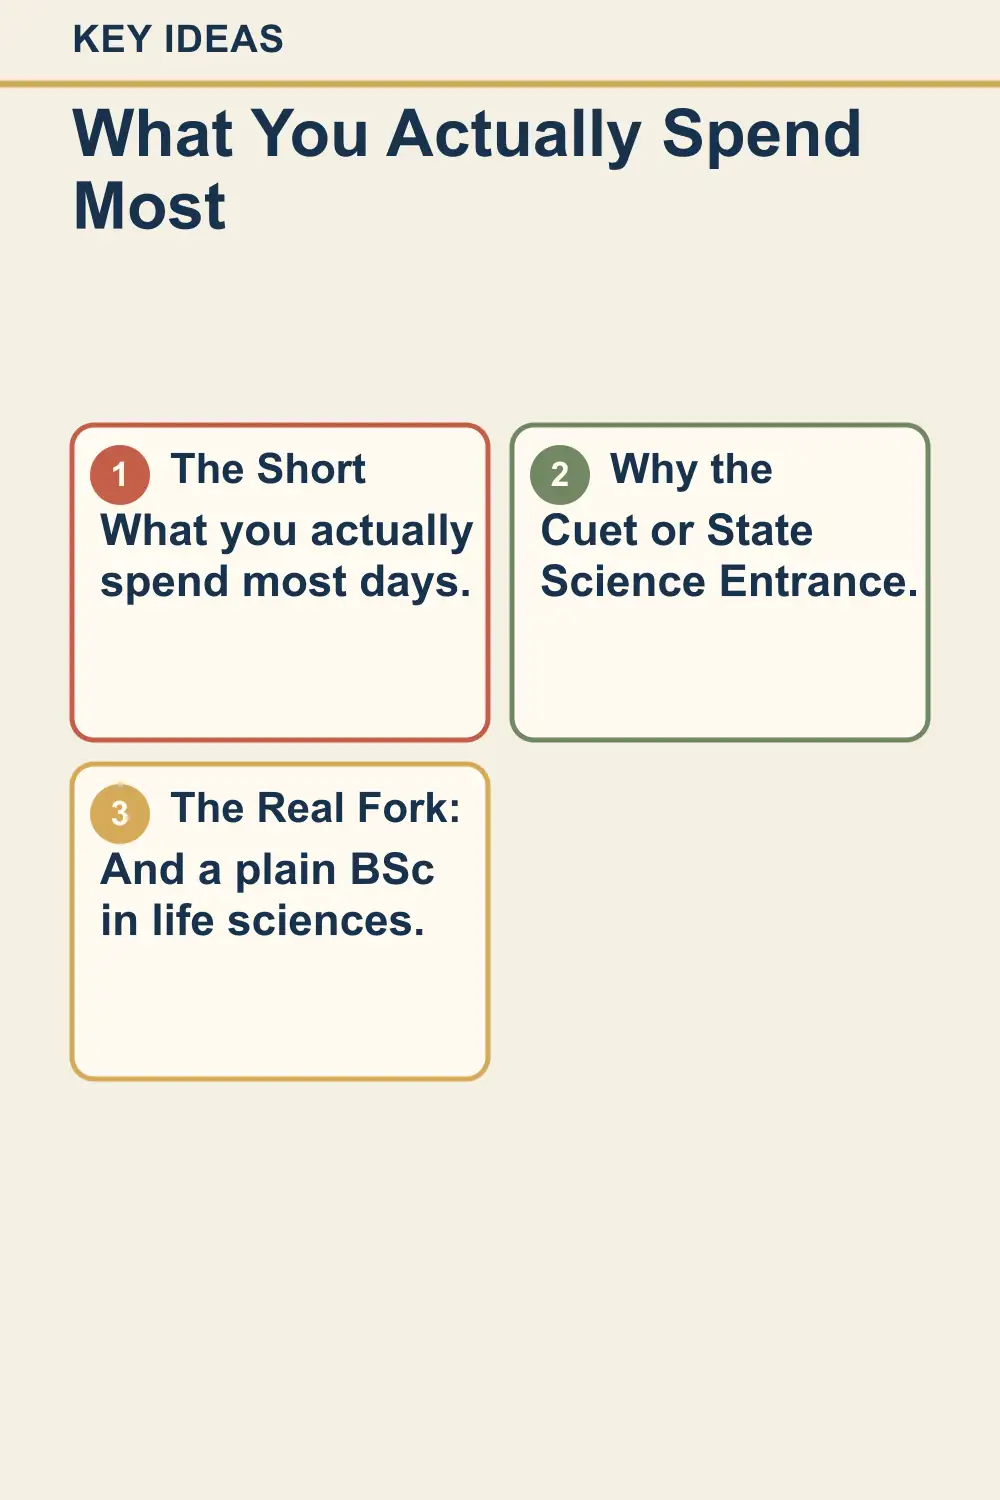 KEY IDEAS
What You Actually Spend
Most
1 The Short
What you actually
spend most days.
2 Why the
Cuet or State
Science Entrance.
3 The Real Fork:
And a plain BSc
in life sciences.